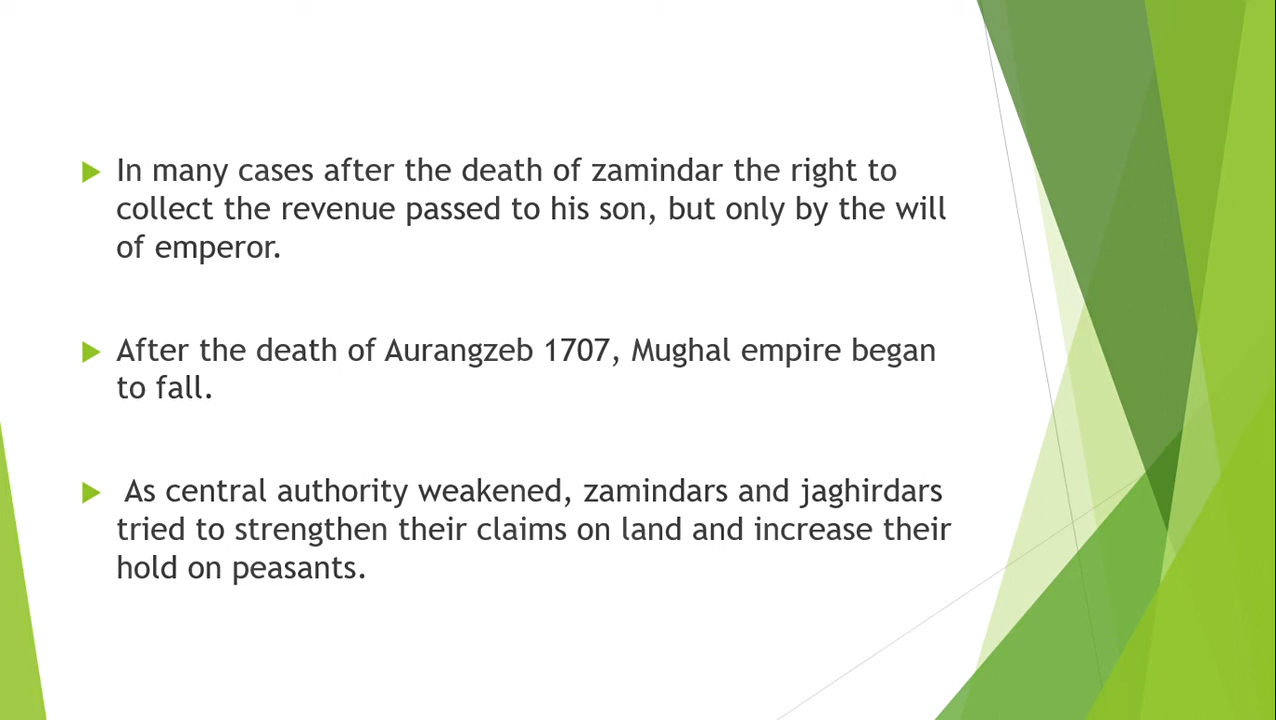 In many cases after the death of zamindar the right to
collect the revenue passed to his son, but only by the will
of emperor.
After the death of Aurangzeb 1707, Mughal empire began
to fall.
As central authority weakened, zamindars and jaghirdars
tried to strengthen their claims on land and increase their
hold on peasants.